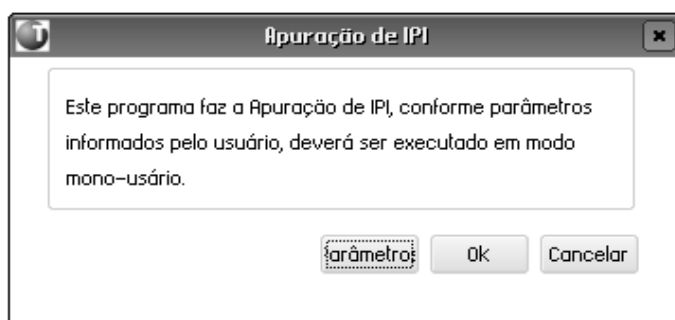 Apuração de IPI
Este programa faz a Apuração de IPI, conforme parâmetros
informados pelo usuário, deverá ser executado em modo
mono-usário.
Parâmetros Ok Cancelar